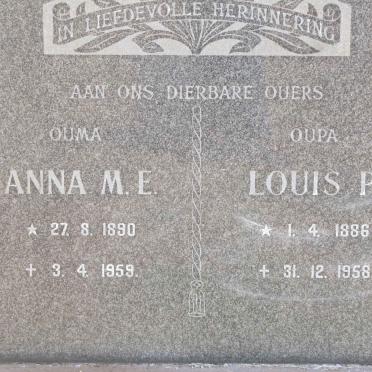 IN LIEFDEVOLLE HERINNERING
AAN ONS DIERBARE OUERS
OUMA
ANNA M. E.
★ 27. 8. 1890
+ 3. 4. 1959.
OUPA
LOUIS P
★ 1. 4. 1886
+ 31. 12. 1958